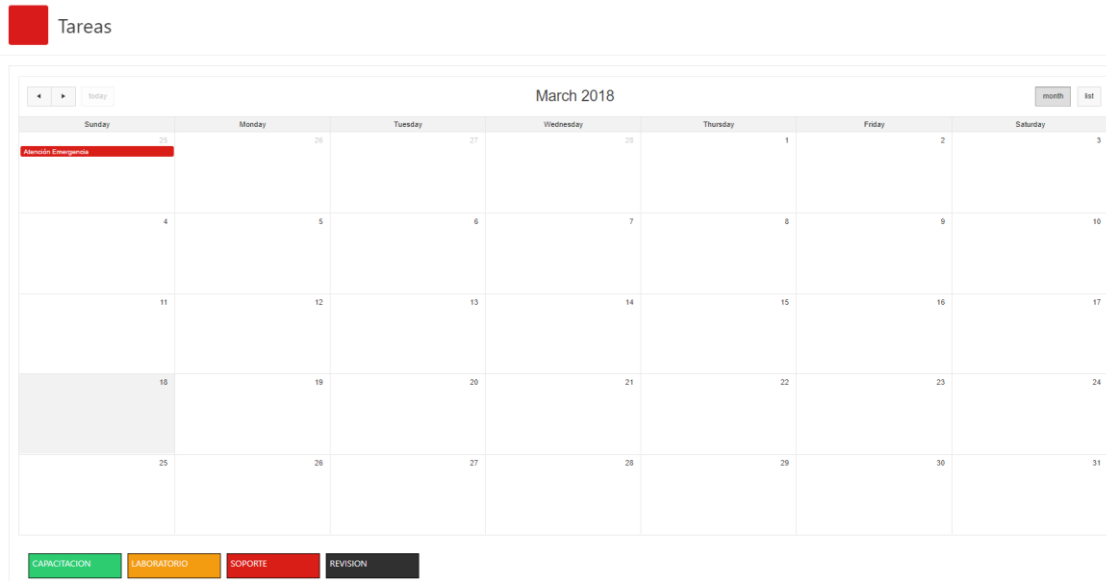 Tareas
today March 2018 month list
Sunday Monday Tuesday Wednesday Thursday Friday Saturday
25 26 27 28 1 2 3
Atención Emergencia
4 5 6 7 8 9 10
11 12 13 14 15 16 17
18 19 20 21 22 23 24
25 26 27 28 29 30 31
CAPACITACION LABORATORIO SOPORTE REVISION